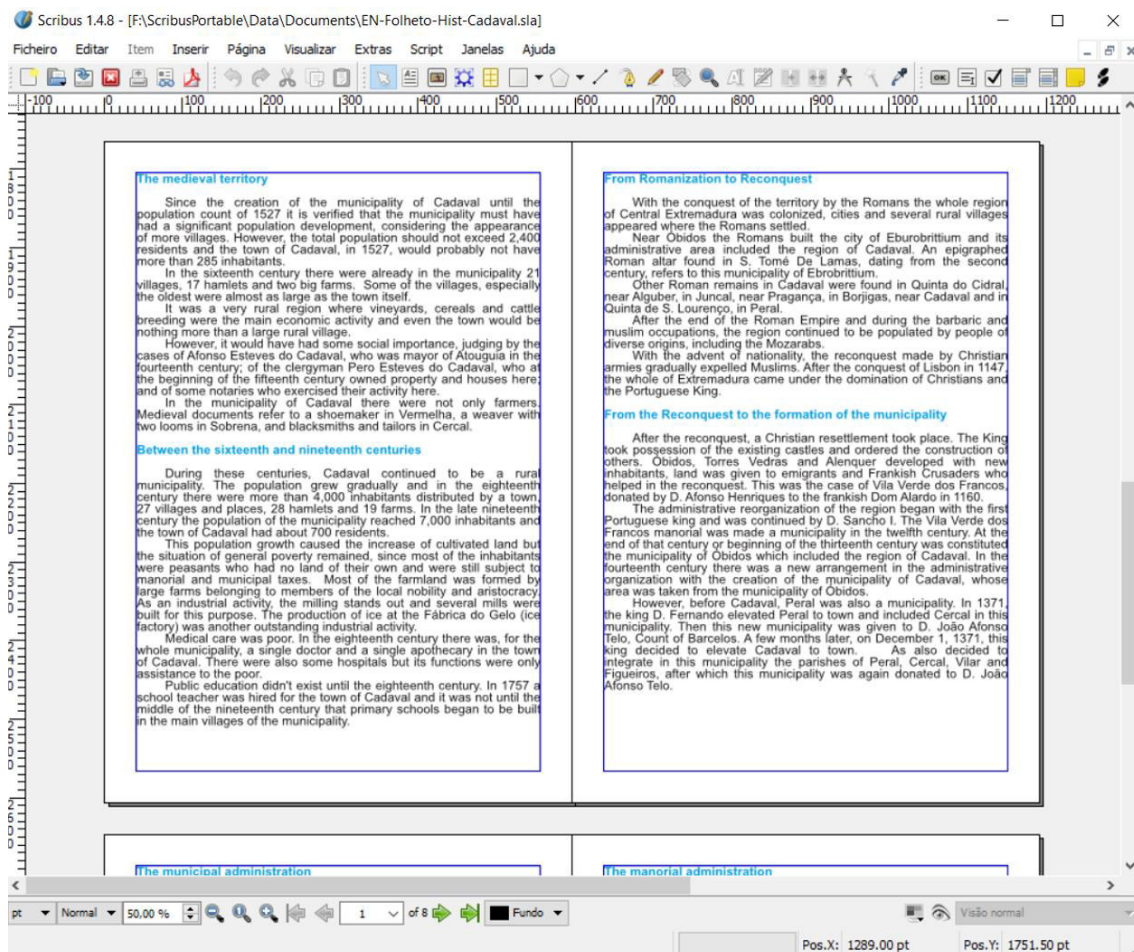 Scribus 1.4.8 - [F:\ScribusPortable\Data\Documents\EN-Folheto-Hist-Cadaval.sla]
Ficheiro Editar Item Inserir Página Visualizar Extras Script Janelas Ajuda
-100 0 100 200 300 400 500 600 700 800 900 1000 1100 1200
The medieval territory
Since the creation of the municipality of Cadaval until the
population count of 1527 it is verified that the municipality must have
had a significant population development, considering the appearance
of more villages. However, the total population should not exceed 2,400
residents and the town of Cadaval, in 1527, would probably not have
more than 285 inhabitants.
In the sixteenth century there were already in the municipality 21
villages, 17 hamlets and two big farms. Some of the villages, especially
the oldest were almost as large as the town itself.
It was a very rural region where vineyards, cereals and cattle
breeding were the main economic activity and even the town would be
nothing more than a large rural village.
However, it would have had some social importance, judging by the
cases of Afonso Esteves do Cadaval, who was mayor of Atouguia in the
fourteenth century; of the clergyman Pero Esteves do Cadaval, who at
the beginning of the fifteenth century owned property and houses here;
and of some notaries who exercised their activity here.
In the municipality of Cadaval there were not only farmers.
Medieval documents refer to a shoemaker in Vermelha, a weaver with
two looms in Sobrena, and blacksmiths and tailors in Cercal.
Between the sixteenth and nineteenth centuries
During these centuries, Cadaval continued to be a rural
municipality. The population grew gradually and in the eighteenth
century there were more than 4,000 inhabitants distributed by a town,
27 villages and places, 28 hamlets and 19 farms. In the late nineteenth
century the population of the municipality reached 7,000 inhabitants and
the town of Cadaval had about 700 residents.
This population growth caused the increase of cultivated land but
the situation of general poverty remained, since most of the inhabitants
were peasants who had no land of their own and were still subject to
manorial and municipal taxes. Most of the farmland was formed by
large farms belonging to members of the local nobility and aristocracy.
As an industrial activity, the milling stands out and several mills were
built for this purpose. The production of ice at the Fábrica do Gelo (ice
factory) was another outstanding industrial activity.
Medical care was poor. In the eighteenth century there was, for the
whole municipality, a single doctor and a single apothecary in the town
of Cadaval. There were also some hospitals but its functions were only
assistance to the poor.
Public education didn't exist until the eighteenth century. In 1757 a
school teacher was hired for the town of Cadaval and it was not until the
middle of the nineteenth century that primary schools began to be built
in the main villages of the municipality.
From Romanization to Reconquest
With the conquest of the territory by the Romans the whole region
of Central Extremadura was colonized, cities and several rural villages
appeared where the Romans settled.
Near Óbidos the Romans built the city of Eburobrittium and its
administrative area included the region of Cadaval. An epigraphed
Roman altar found in S. Tomé De Lamas, dating from the second
century, refers to this municipality of Ebrobrittium.
Other Roman remains in Cadaval were found in Quinta do Cidral,
near Alguber, in Juncal, near Pragança, in Borjigas, near Cadaval and in
Quinta de S. Lourenço, in Peral.
After the end of the Roman Empire and during the barbaric and
muslim occupations, the region continued to be populated by people of
diverse origins, including the Mozarabs.
With the advent of nationality, the reconquest made by Christian
armies gradually expelled Muslims. After the conquest of Lisbon in 1147,
the whole of Extremadura came under the domination of Christians and
the Portuguese King.
From the Reconquest to the formation of the municipality
After the reconquest, a Christian resettlement took place. The King
took possession of the existing castles and ordered the construction of
others. Óbidos, Torres Vedras and Alenquer developed with new
inhabitants, land was given to emigrants and Frankish Crusaders who
helped in the reconquest. This was the case of Vila Verde dos Francos,
donated by D. Afonso Henriques to the frankish Dom Alardo in 1160.
The administrative reorganization of the region began with the first
Portuguese king and was continued by D. Sancho I. The Vila Verde dos
Francos manorial was made a municipality in the twelfth century. At the
end of that century or beginning of the thirteenth century was constituted
the municipality of Óbidos which included the region of Cadaval. In the
fourteenth century there was a new arrangement in the administrative
organization with the creation of the municipality of Cadaval, whose
area was taken from the municipality of Óbidos.
However, before Cadaval, Peral was also a municipality. In 1371,
the king D. Fernando elevated Peral to town and included Cercal in this
municipality. Then this new municipality was given to D. João Afonso
Telo, Count of Barcelos. A few months later, on December 1, 1371, this
king decided to elevate Cadaval to town. As also decided to
integrate in this municipality the parishes of Peral, Cercal, Vilar and
Figueiros, after which this municipality was again donated to D. João
Afonso Telo.
The municipal administration
The manorial administration
pt Normal 50,00 % 1 of 8 Fundo Visão normal
Pos.X: 1289.00 pt Pos.Y: 1751.50 pt